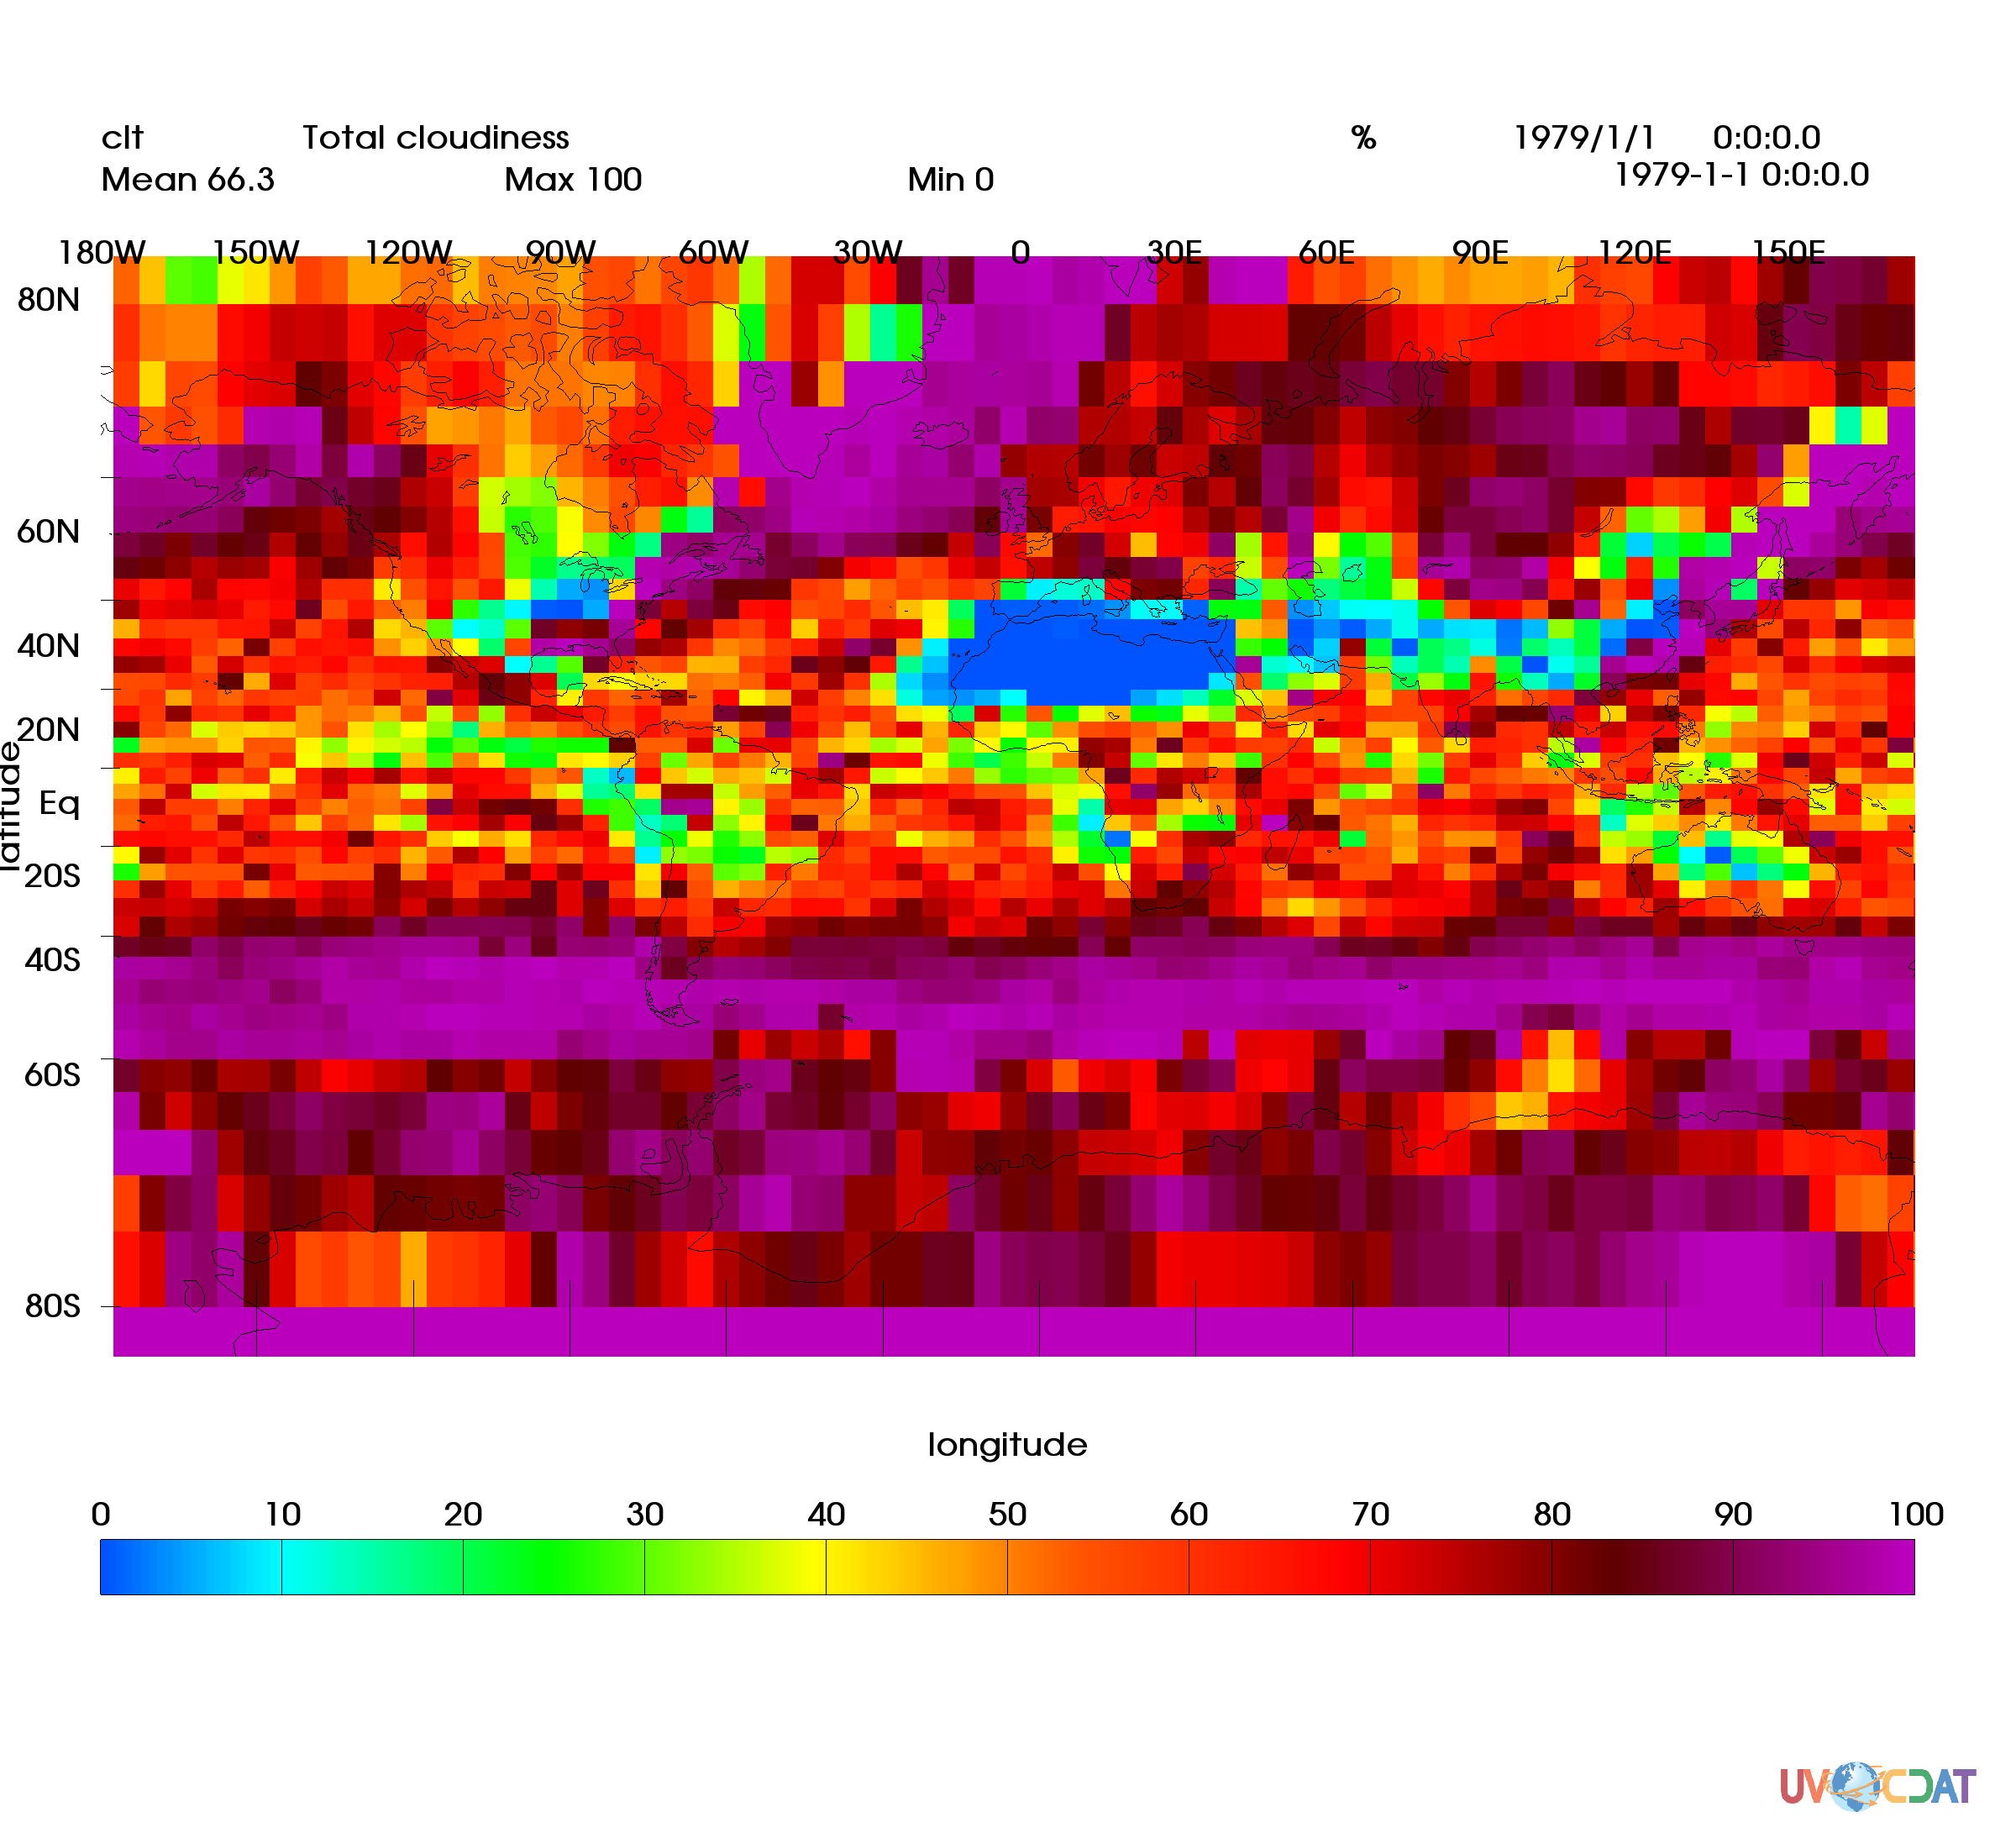 clt Total cloudiness % 1979/1/1 0:0:0.0
Mean 66.3 Max 100 Min 0 1979-1-1 0:0:0.0
180W 150W 120W 90W 60W 30W 0 30E 60E 90E 120E 150E
80N
60N
40N
20N
latitude
Eq
20S
40S
60S
80S
longitude
0 10 20 30 40 50 60 70 80 90 100
UV CDAT